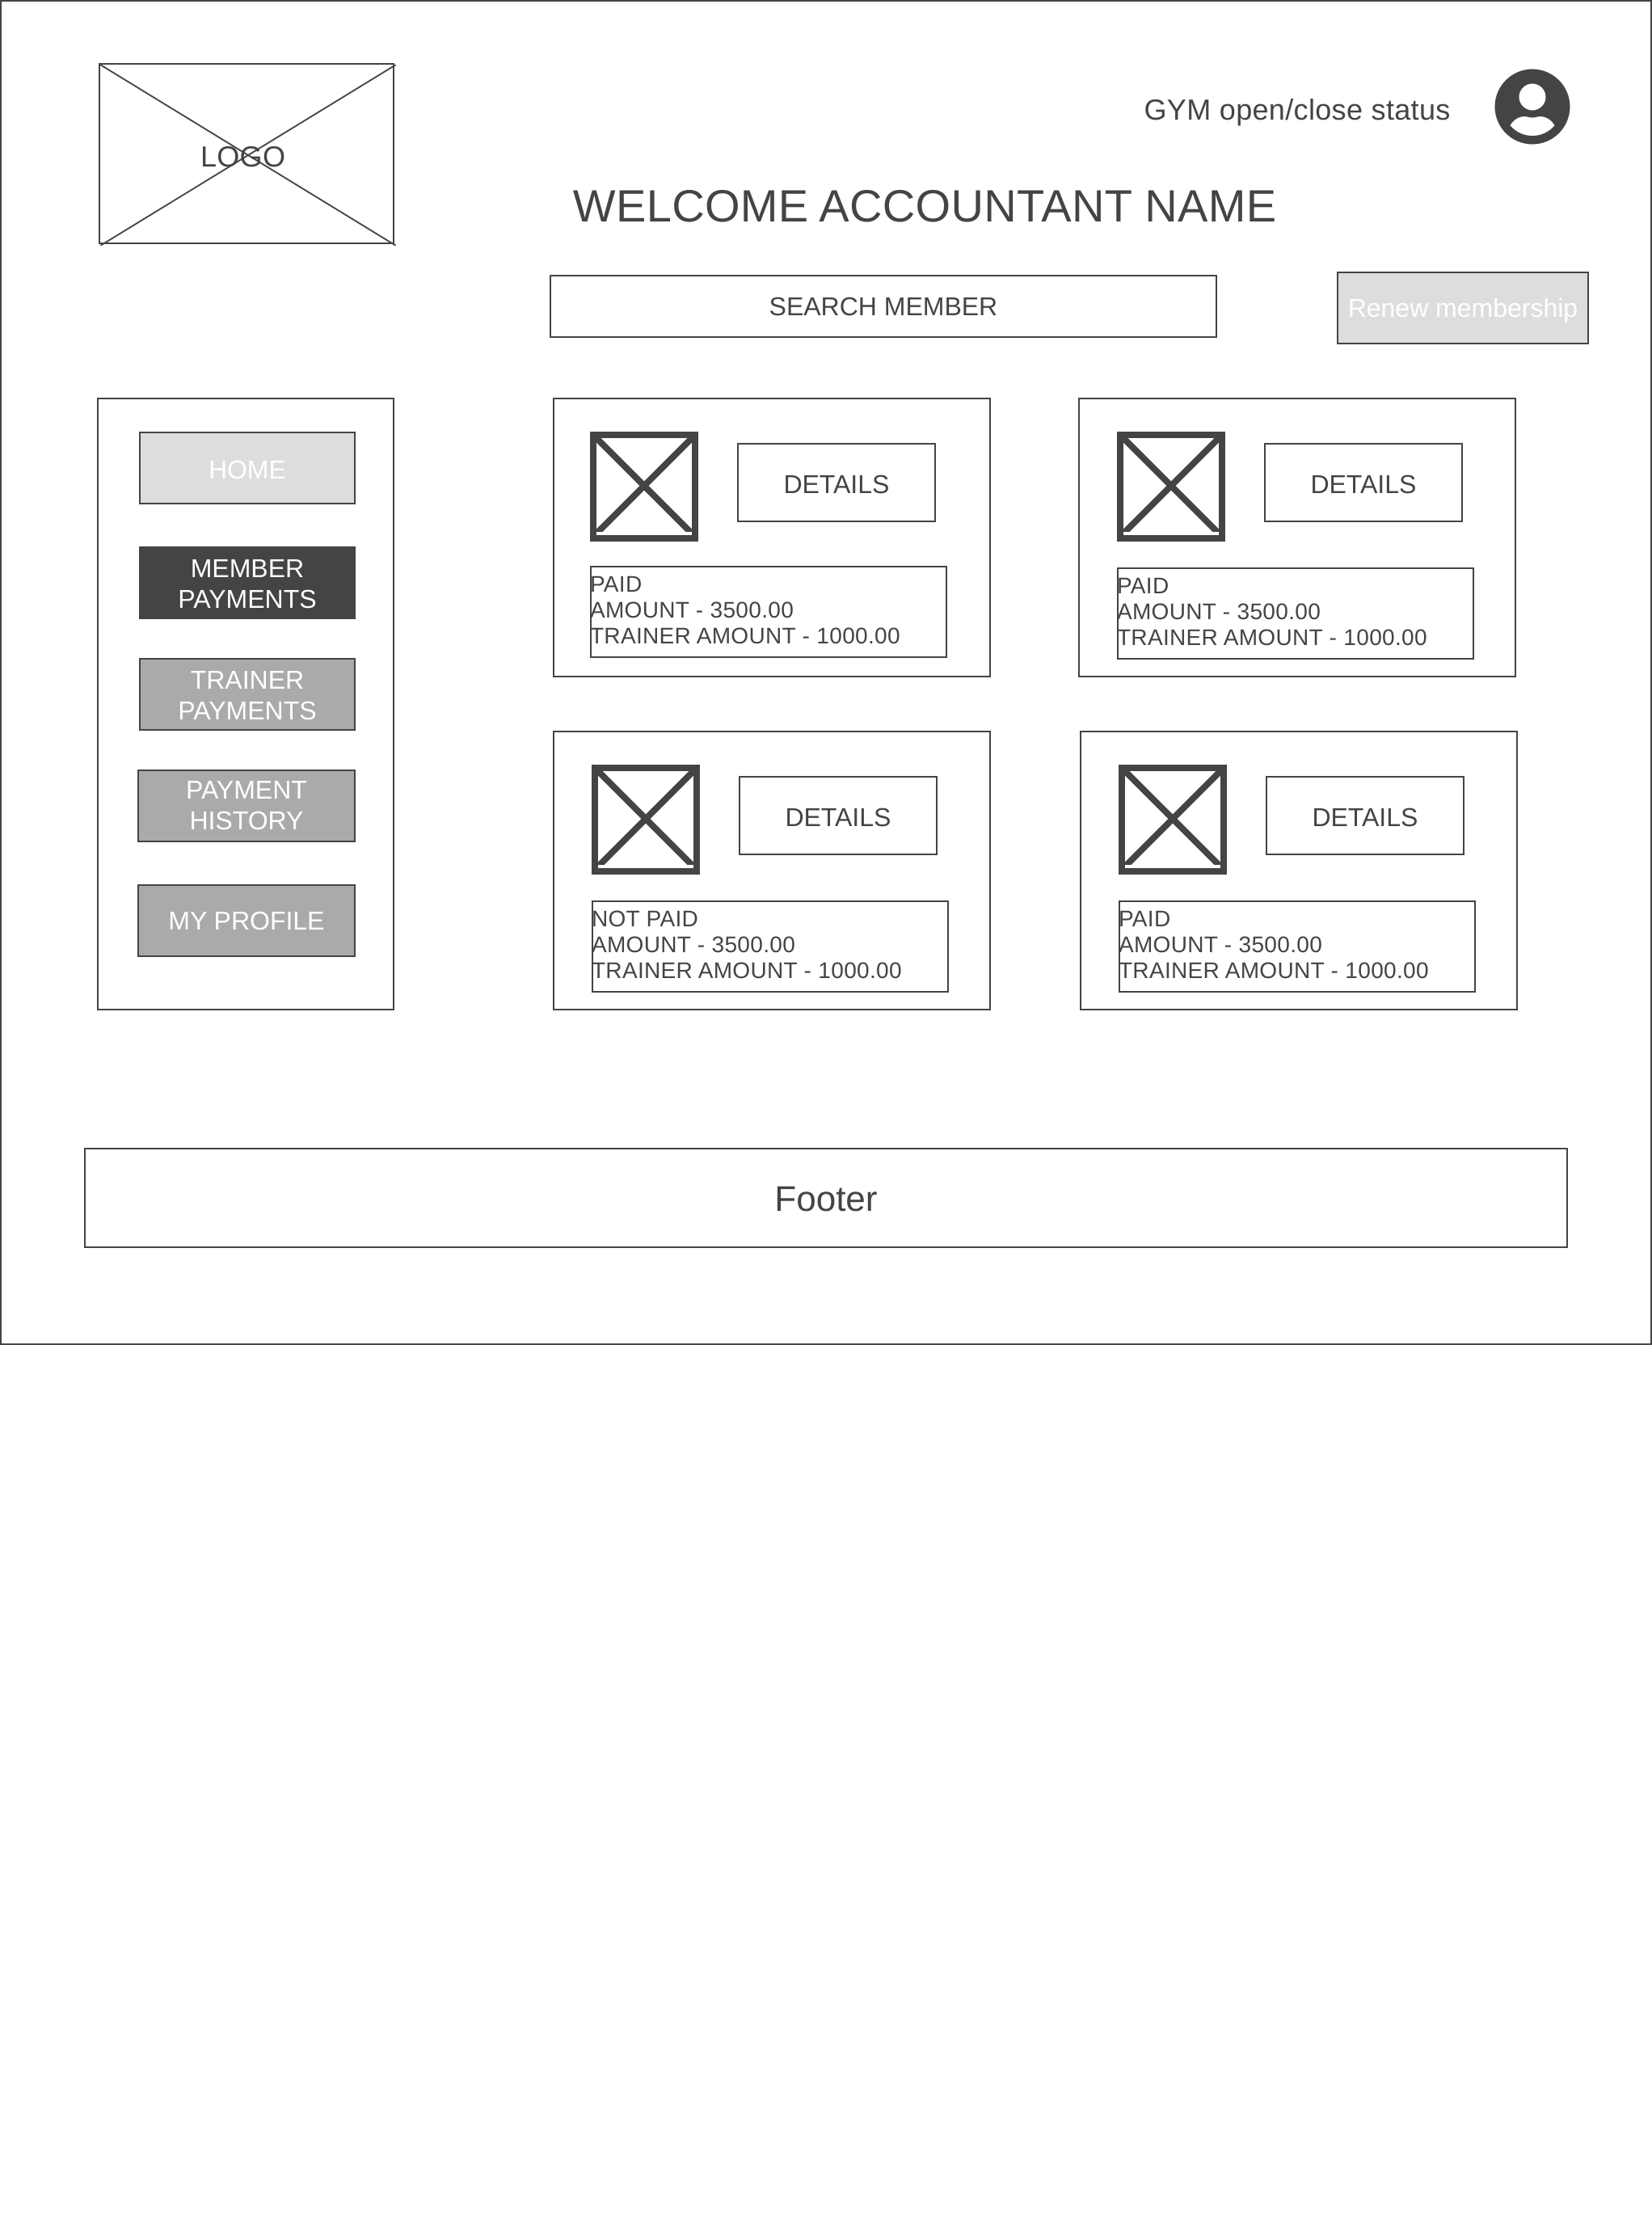 LOGO
GYM open/close status
WELCOME ACCOUNTANT NAME
SEARCH MEMBER
Renew membership
HOME
MEMBER
PAYMENTS
TRAINER
PAYMENTS
PAYMENT
HISTORY
MY PROFILE
DETAILS
PAID
AMOUNT - 3500.00
TRAINER AMOUNT - 1000.00
DETAILS
PAID
AMOUNT - 3500.00
TRAINER AMOUNT - 1000.00
DETAILS
NOT PAID
AMOUNT - 3500.00
TRAINER AMOUNT - 1000.00
DETAILS
PAID
AMOUNT - 3500.00
TRAINER AMOUNT - 1000.00
Footer